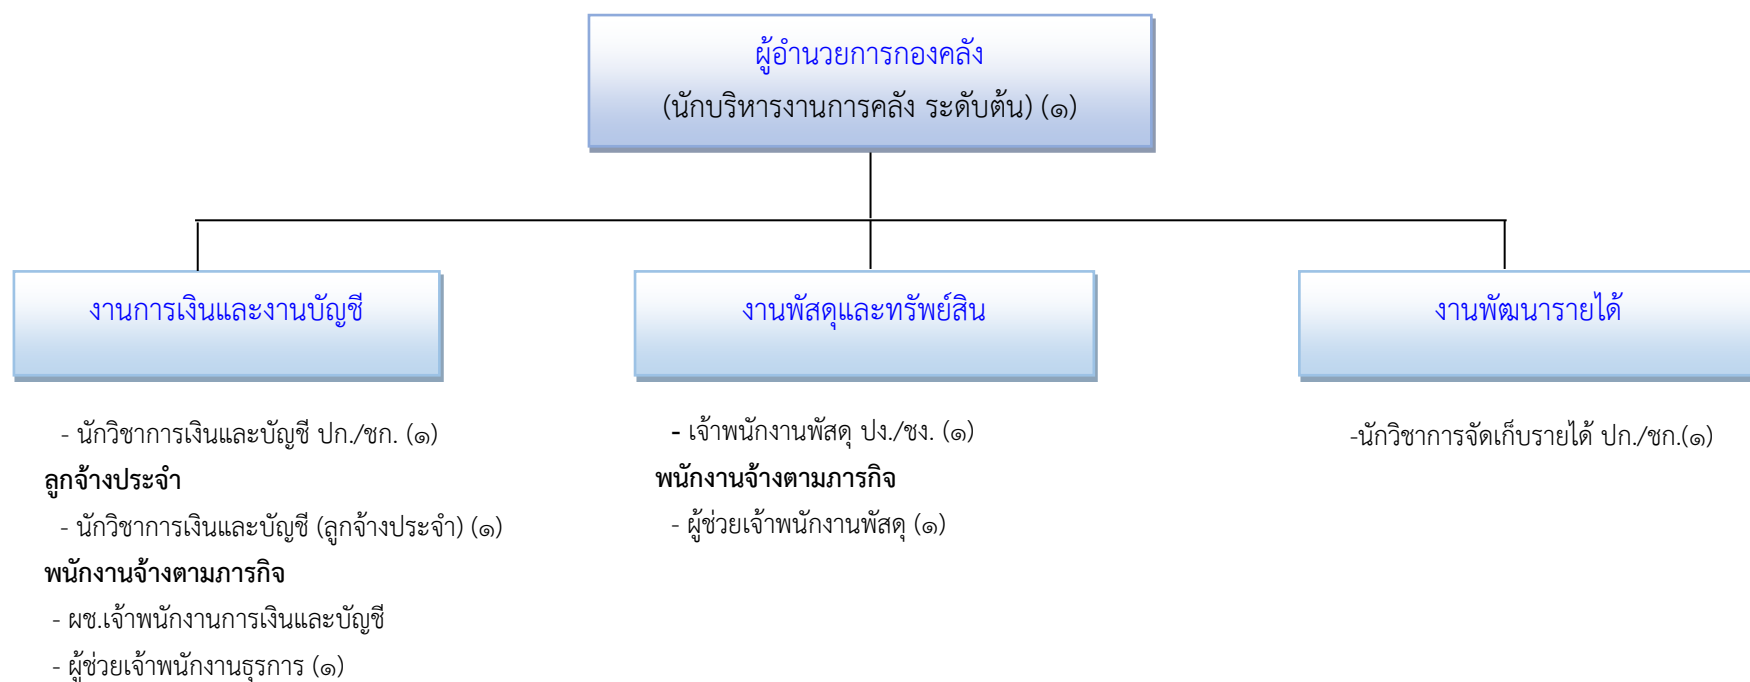 ผู้อำนวยการกองคลัง
(นักบริหารงานการคลัง ระดับต้น) (๑)
งานการเงินและงานบัญชี
- นักวิชาการเงินและบัญชี ปก./ชก. (๑)
ลูกจ้างประจำ
- นักวิชาการเงินและบัญชี (ลูกจ้างประจำ) (๑)
พนักงานจ้างตามภารกิจ
- ผช.เจ้าพนักงานการเงินและบัญชี
- ผู้ช่วยเจ้าพนักงานธุรการ (๑)
งานพัสดุและทรัพย์สิน
- เจ้าพนักงานพัสดุ ปง./ชง. (๑)
พนักงานจ้างตามภารกิจ
- ผู้ช่วยเจ้าพนักงานพัสดุ (๑)
งานพัฒนารายได้
-นักวิชาการจัดเก็บรายได้ ปก./ชก.(๑)